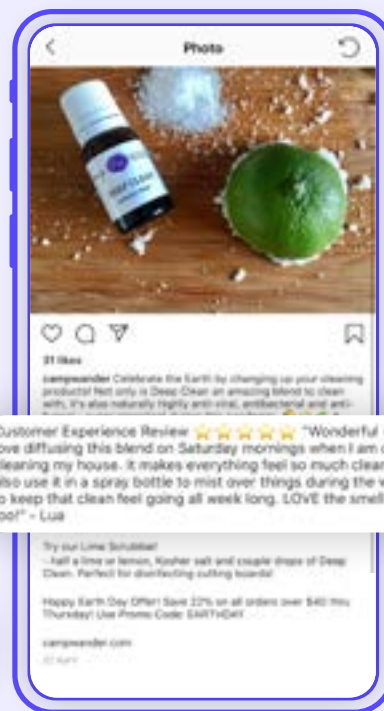 Photo
31 likes
campwander Celebrate the Earth by changing up your cleaning
products! Not only is Deep Clean an amazing blend to clean
with, it's also naturally highly anti-viral, antibacterial and anti-
Customer Experience Review ⭐⭐⭐⭐⭐ "Wonderful
ove diffusing this blend on Saturday mornings when I am c
leaning my house. It makes everything feel so much clean
also use it in a spray bottle to mist over things during the w
o keep that clean feel going all week long. LOVE the smell
oo!" - Lua
Try our Lime Scrubbie!
- half a lime or lemon, Kosher salt and couple drops of Deep
Clean. Perfect for disinfecting cutting boards!
Happy Earth Day Offer! Save 22% on all orders over $40 thru
Thursday! Use Promo Code: EARTHDAY
campwander.com